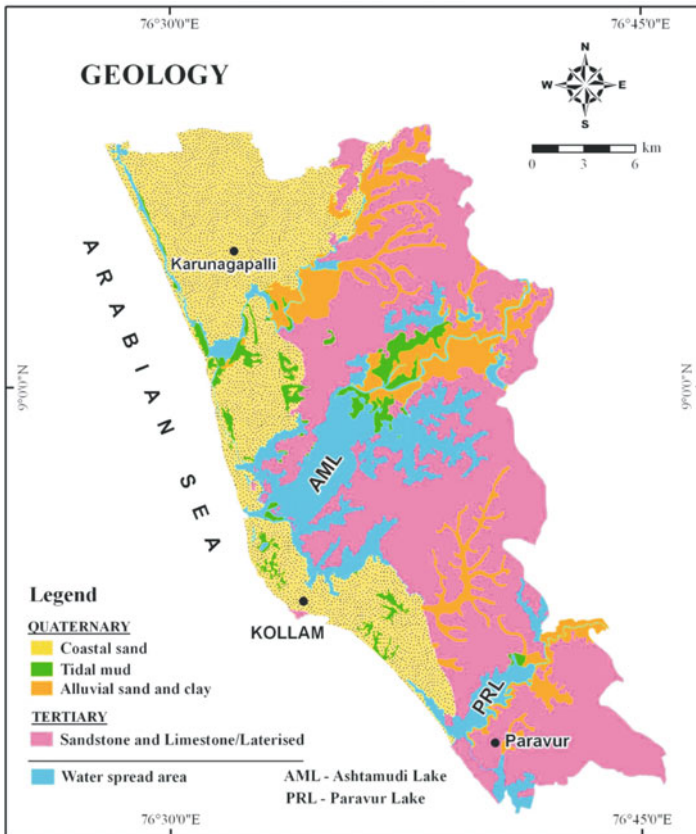 76°30'0"E
76°45'0"E
GEOLOGY
N
W
E
S
km
0 3 6
Karunagapalli
ARABIAN SEA
9°0'0"N
9°0'0"N
AML
Legend
QUATERNARY
Coastal sand
Tidal mud
Alluvial sand and clay
KOLLAM
TERTIARY
Sandstone and Limestone/Laterised
PRL
Paravur
Water spread area
AML - Ashtamudi Lake
PRL - Paravur Lake
76°30'0"E
76°45'0"E